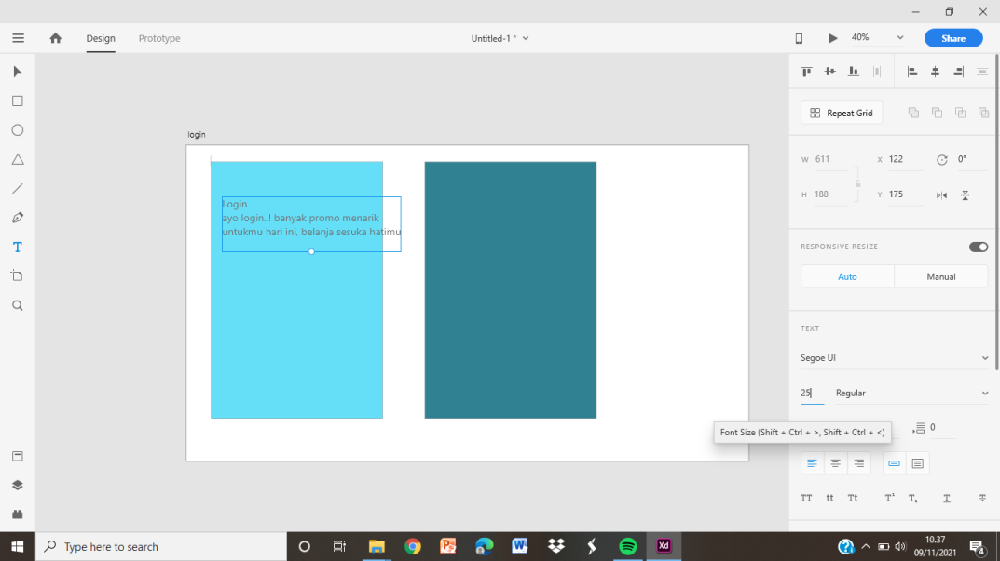 Design
Prototype
Untitled-1 *
40%
Share
login
Repeat Grid
W 611
X 122
0°
H 188
Y 175
Login
ayo login..! banyak promo menarik
untukmu hari ini, belanja sesuka hatimu
RESPONSIVE RESIZE
Auto
Manual
TEXT
Segoe UI
25
Regular
Font Size (Shift + Ctrl + >, Shift + Ctrl + <)
0
TT
tt
Tt
T¹
T₁
T
T
Type here to search
Xd
10.37
09/11/2021
4